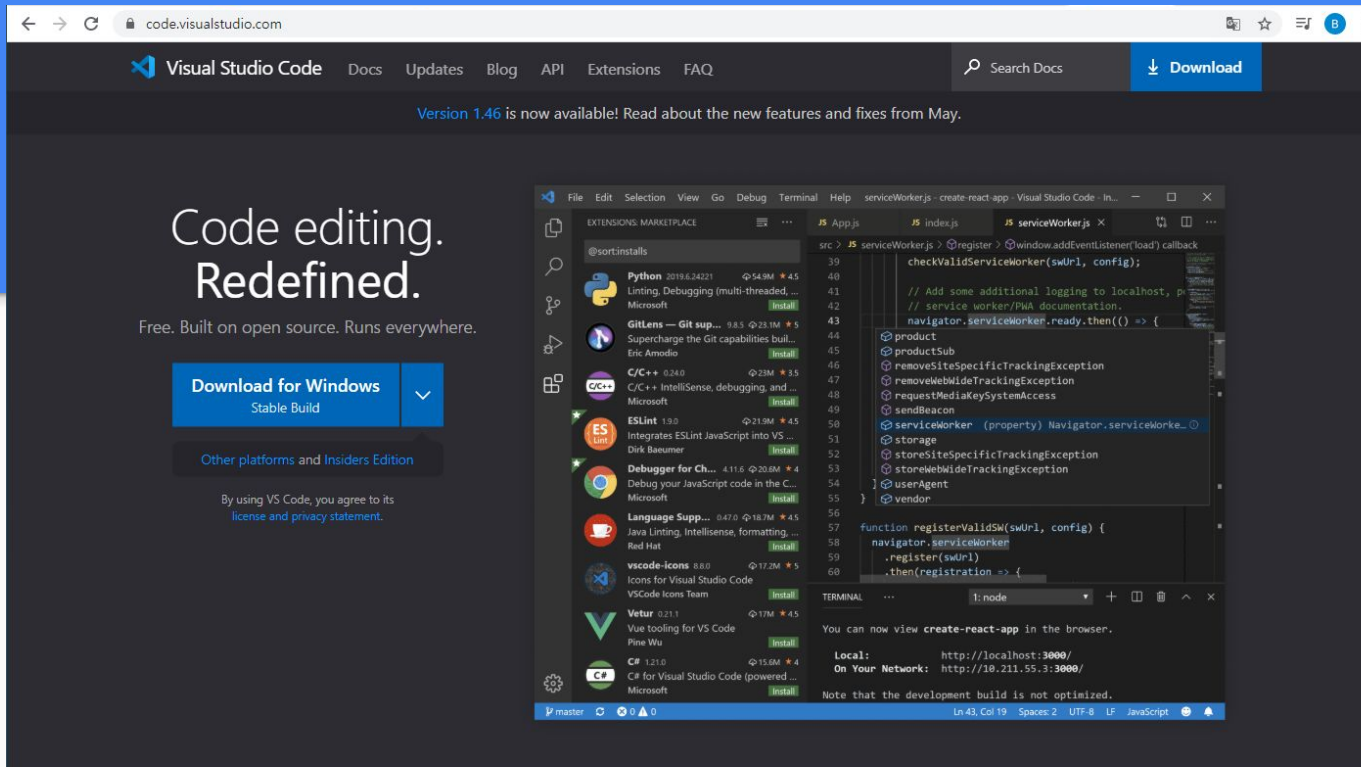 code.visualstudio.com
B
Visual Studio Code Docs Updates Blog API Extensions FAQ Search Docs Download
Version 1.46 is now available! Read about the new features and fixes from May.
Code editing.
Redefined.
Free. Built on open source. Runs everywhere.
Download for Windows
Stable Build
Other platforms and Insiders Edition
By using VS Code, you agree to its
license and privacy statement.
File Edit Selection View Go Debug Terminal Help serviceWorker.js - create-react-app - Visual Studio Code - In...
EXTENSIONS: MARKETPLACE
@sort:installs
Python 2019.6.24221 54.9M ★ 4.5
Linting, Debugging (multi-threaded, ...
Microsoft Install
GitLens — Git sup... 9.8.5 23.1M ★ 5
Supercharge the Git capabilities buil...
Eric Amodio Install
C/C++ 0.24.0 23M ★ 3.5
C/C++ IntelliSense, debugging, and ...
Microsoft Install
C/C++
ESLint 1.9.0 21.9M ★ 4.5
Integrates ESLint JavaScript into VS ...
Dirk Baeumer Install
ES
Lint
Debugger for Ch... 4.11.6 20.6M ★ 4
Debug your JavaScript code in the C...
Microsoft Install
Language Supp... 0.47.0 18.7M ★ 4.5
Java Linting, Intellisense, formatting, ...
Red Hat Install
vscode-icons 8.8.0 17.2M ★ 5
Icons for Visual Studio Code
VSCode Icons Team Install
Vetur 0.21.1 17M ★ 4.5
Vue tooling for VS Code
Pine Wu Install
C# 1.21.0 15.6M ★ 4
C# for Visual Studio Code (powered ...
Microsoft Install
C#
JS App.js JS index.js JS serviceWorker.js ×
src > JS serviceWorker.js > register > window.addEventListener('load') callback
39 checkValidServiceWorker(swUrl, config);
40
41 // Add some additional logging to localhost, po
42 // service worker/PWA documentation.
43 navigator.serviceWorker.ready.then(() => {
44 product
45 productSub
46 removeSiteSpecificTrackingException
47 removeWebWideTrackingException
48 requestMediaKeySystemAccess
49 sendBeacon
50 serviceWorker (property) Navigator.serviceWorke...
51 storage
52 storeSiteSpecificTrackingException
53 storeWebWideTrackingException
54 } userAgent
55 } vendor
56
57 function registerValidSW(swUrl, config) {
58 navigator.serviceWorker
59 .register(swUrl)
60 .then(registration => {
TERMINAL ... 1: node
You can now view create-react-app in the browser.
Local: http://localhost:3000/
On Your Network: http://10.211.55.3:3000/
Note that the development build is not optimized.
master 0 0 Ln 43, Col 19 Spaces: 2 UTF-8 LF JavaScript